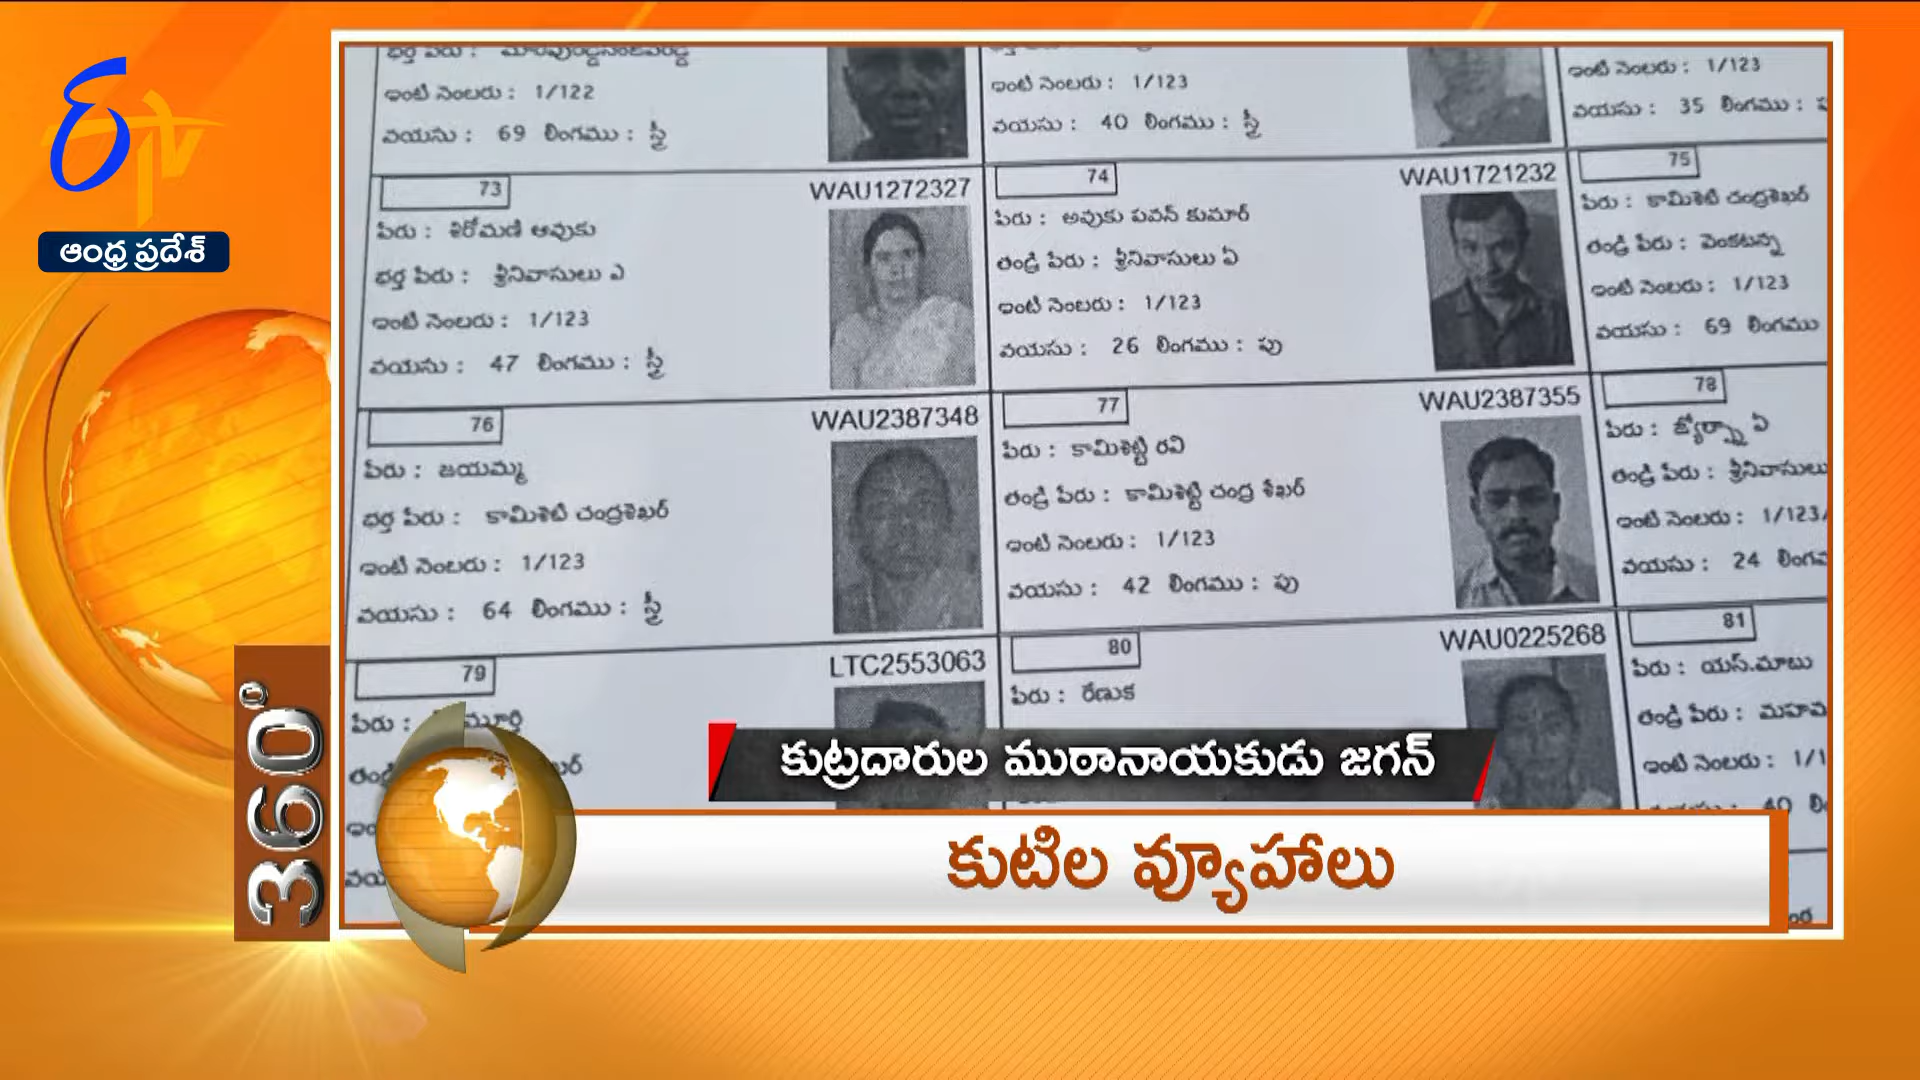 ETV
ఆంధ్ర ప్రదేశ్
360°
ఇంటి నెంబరు : 1/122
వయసు : 69 లింగము : స్త్రీ
ఇంటి నెంబరు : 1/123
వయసు : 40 లింగము : స్త్రీ
ఇంటి నెంబరు : 1/123
వయసు : 35 లింగము :
73 WAU1272327
పేరు : శిరోమణి ఆవుకు
భర్త పేరు : శ్రీనివాసులు ఎ
ఇంటి నెంబరు : 1/123
వయసు : 47 లింగము : స్త్రీ
74 WAU1721232
పేరు : అవుకు పవన్ కుమార్
తండ్రి పేరు : శ్రీనివాసులు ఏ
ఇంటి నెంబరు : 1/123
వయసు : 26 లింగము : పు
75
పేరు : కామిశెటి చంద్రశెఖర్
తండ్రి పేరు : వెంకటన్న
ఇంటి నెంబరు : 1/123
వయసు : 69 లింగము
76 WAU2387348
పేరు : జయమ్మ
భర్త పేరు : కామిశెటి చంద్రశెఖర్
ఇంటి నెంబరు : 1/123
వయసు : 64 లింగము : స్త్రీ
77 WAU2387355
పేరు : కామిశెట్టి రవి
తండ్రి పేరు : కామిశెట్టి చంద్ర శేఖర్
ఇంటి నెంబరు : 1/123
వయసు : 42 లింగము : పు
78
పేరు : జ్యోత్స్నా ఏ
తండ్రి పేరు : శ్రీనివాసులు
ఇంటి నెంబరు : 1/123
వయసు : 24
79 LTC2553063
పేరు :
80 WAU0225268
పేరు : రేణుక
81
పేరు : యస్.మాబు
తండ్రి పేరు :
ఇంటి నెంబరు :
కుట్రదారుల ముఠానాయకుడు జగన్
కుటిల వ్యూహాలు